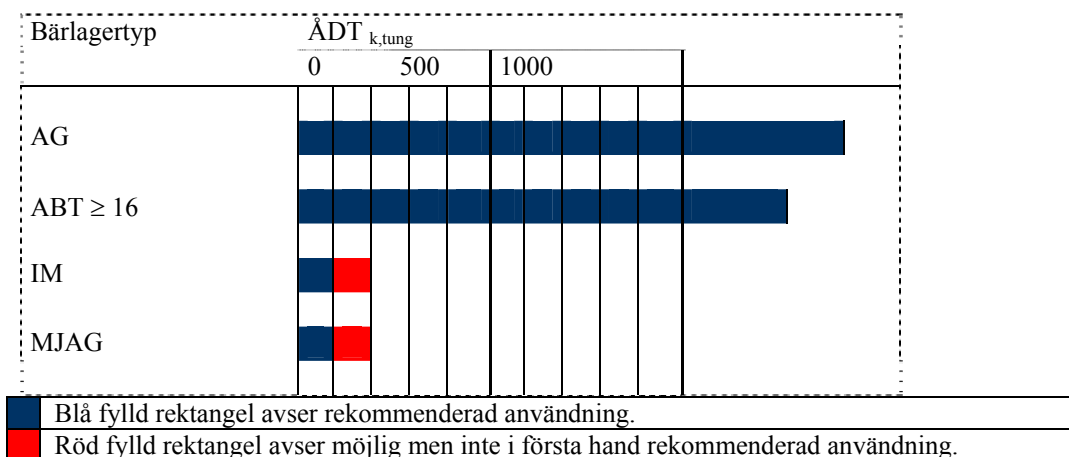 Bärlagertyp ÅDT k,tung
0 500 1000
AG
ABT ≥ 16
IM
MJAG
Blå fylld rektangel avser rekommenderad användning.
Röd fylld rektangel avser möjlig men inte i första hand rekommenderad användning.